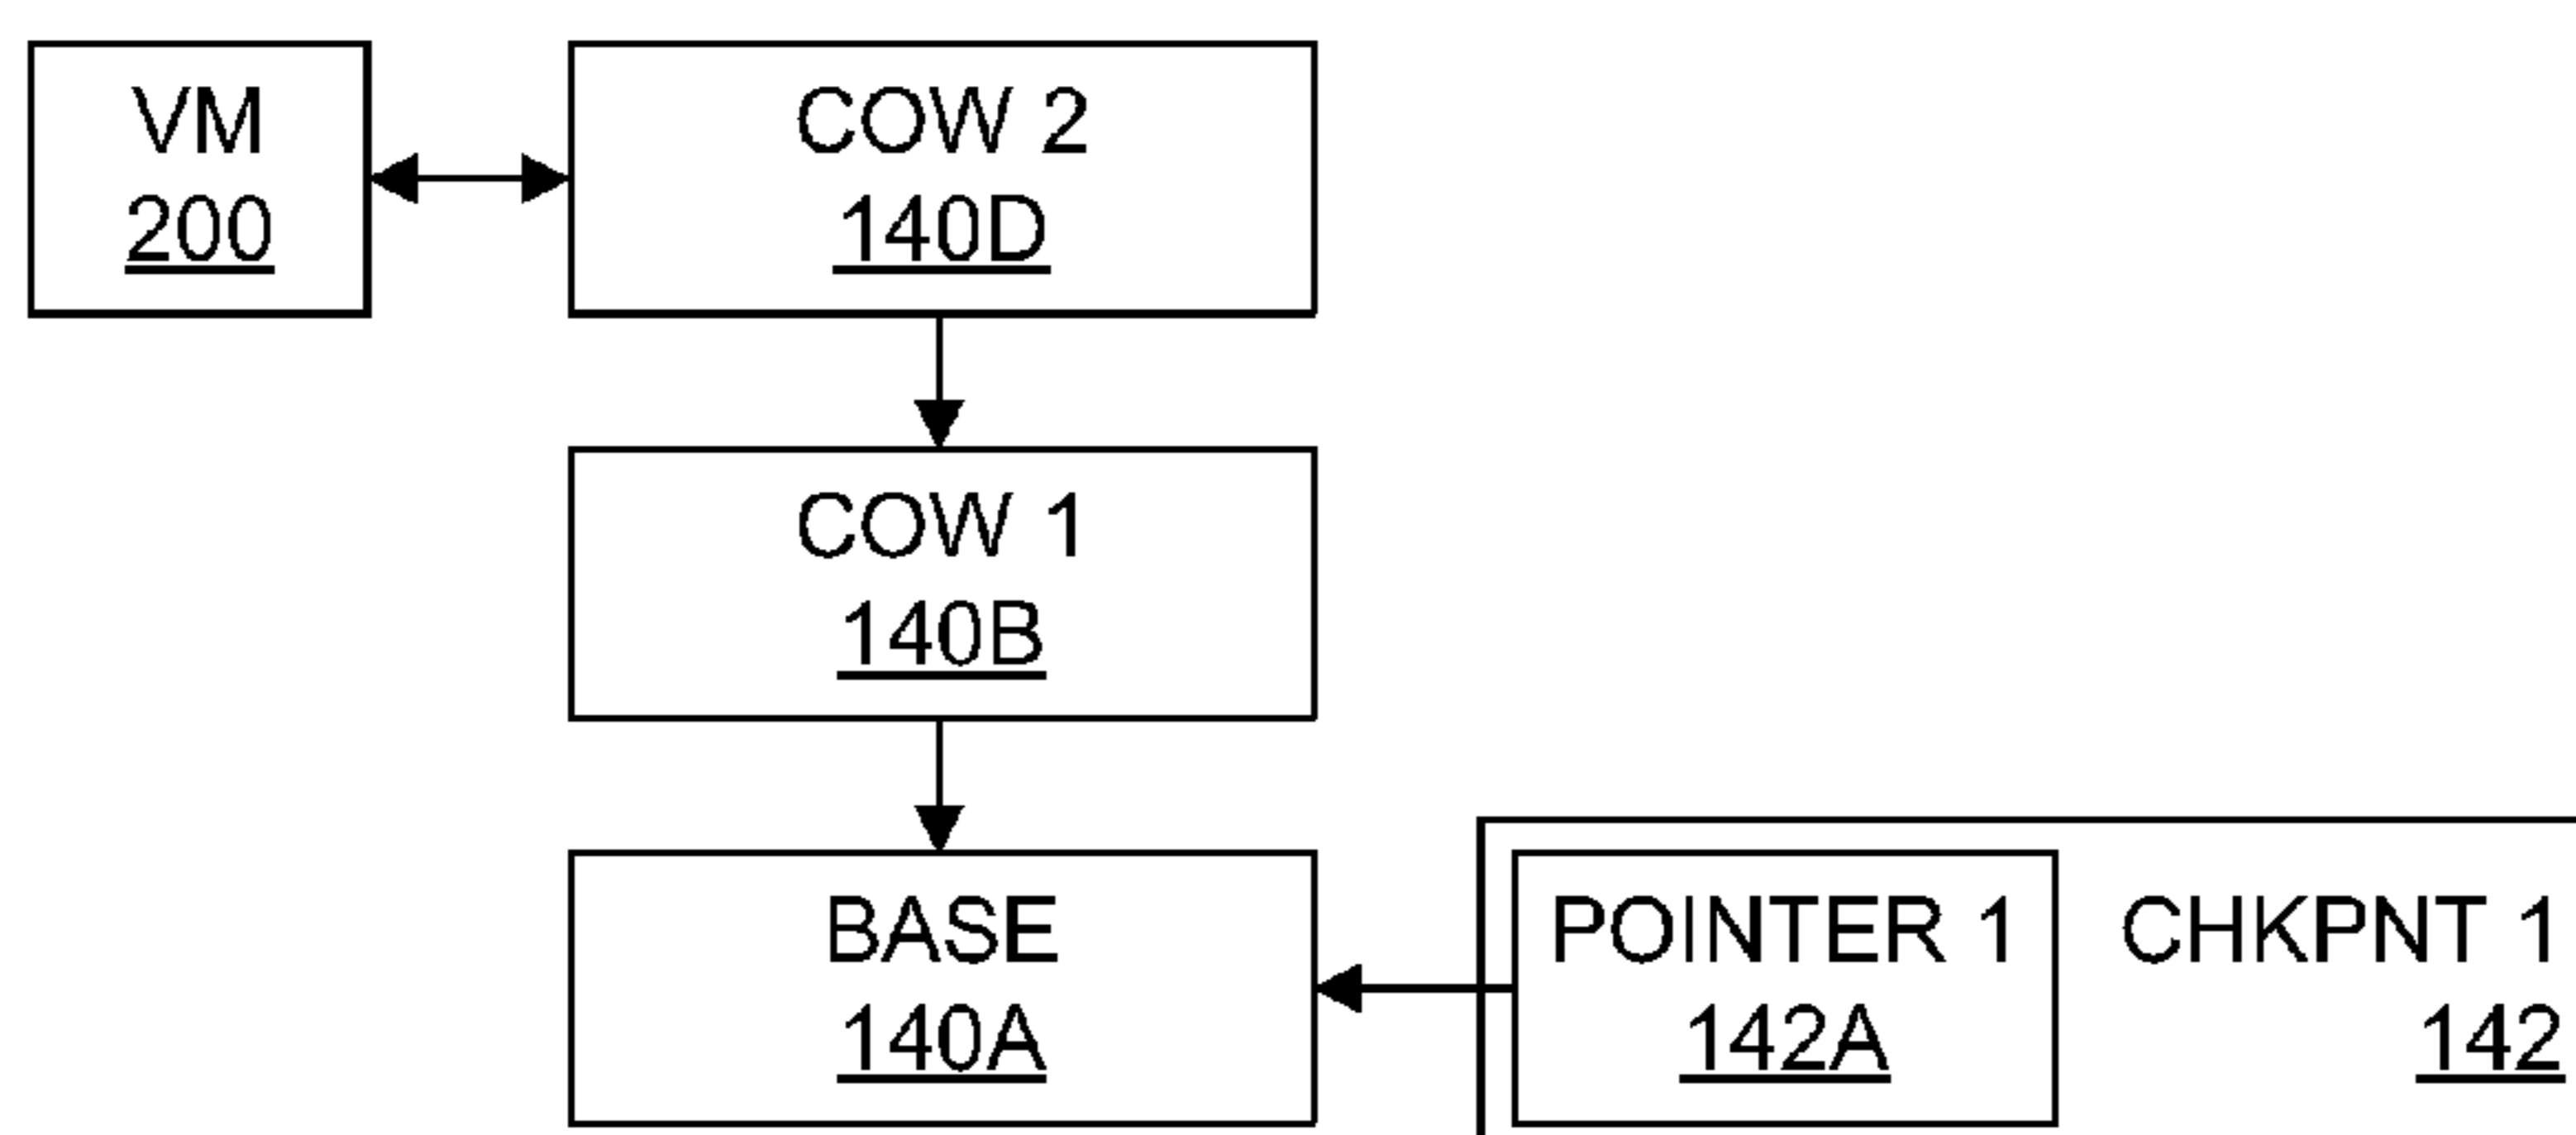 VM
200
COW 2
140D
COW 1
140B
BASE
140A
POINTER 1
142A
CHKPNT 1
142